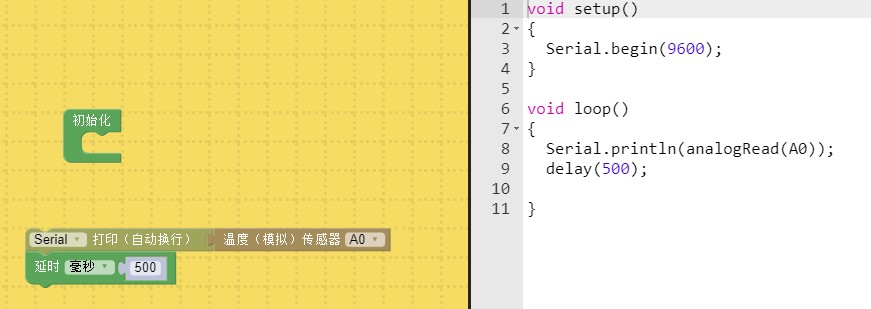 初始化
Serial 打印（自动换行） 温度（模拟）传感器 A0
延时 毫秒 500
1 void setup()
2 {
3 Serial.begin(9600);
4 }
5
6 void loop()
7 {
8 Serial.println(analogRead(A0));
9 delay(500);
10
11 }